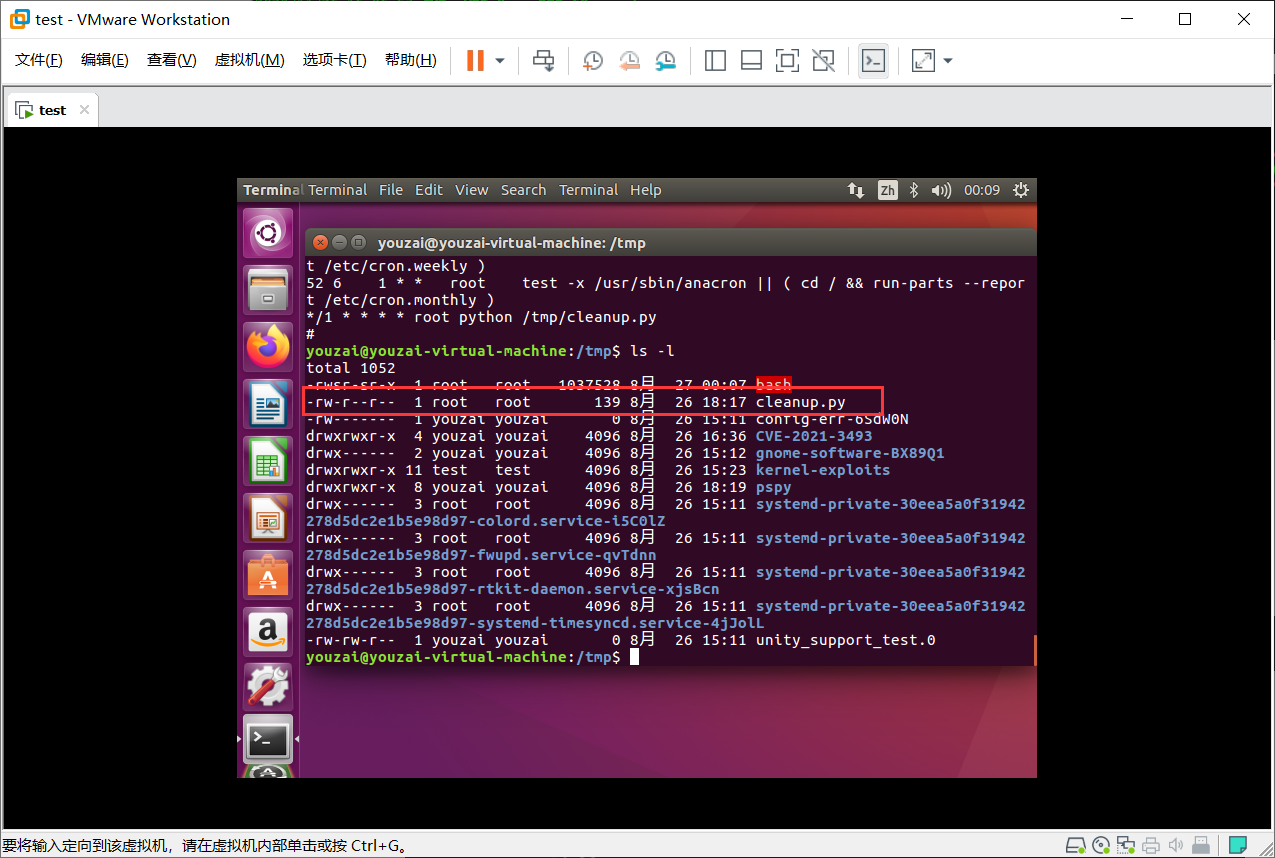 test - VMware Workstation
文件(F) 编辑(E) 查看(V) 虚拟机(M) 选项卡(T) 帮助(H)
test
Terminal Terminal File Edit View Search Terminal Help Zh 00:09
youzai@youzai-virtual-machine: /tmp
t /etc/cron.weekly )
52 6    1 * *   root    test -x /usr/sbin/anacron || ( cd / && run-parts --repor
t /etc/cron.monthly )
*/1 * * * * root python /tmp/cleanup.py
#
youzai@youzai-virtual-machine:/tmp$ ls -l
total 1052
-rwsr-sr-x  1 root   root   1037528 8月  27 00:07 bash
-rw-r--r--  1 root   root       139 8月  26 18:17 cleanup.py
-rw-------  1 youzai youzai       0 8月  26 15:11 config-err-6SdW0N
drwxrwxr-x  4 youzai youzai    4096 8月  26 16:36 CVE-2021-3493
drwx------  2 youzai youzai    4096 8月  26 15:12 gnome-software-BX89Q1
drwxrwxr-x 11 test   test      4096 8月  26 15:23 kernel-exploits
drwxrwxr-x  8 youzai youzai    4096 8月  26 18:19 pspy
drwx------  3 root   root      4096 8月  26 15:11 systemd-private-30eea5a0f31942
278d5dc2e1b5e98d97-colord.service-i5C0lZ
drwx------  3 root   root      4096 8月  26 15:11 systemd-private-30eea5a0f31942
278d5dc2e1b5e98d97-fwupd.service-qvTdnn
drwx------  3 root   root      4096 8月  26 15:11 systemd-private-30eea5a0f31942
278d5dc2e1b5e98d97-rtkit-daemon.service-xjsBcn
drwx------  3 root   root      4096 8月  26 15:11 systemd-private-30eea5a0f31942
278d5dc2e1b5e98d97-systemd-timesyncd.service-4jJolL
-rw-rw-r--  1 youzai youzai       0 8月  26 15:11 unity_support_test.0
youzai@youzai-virtual-machine:/tmp$
要将输入定向到该虚拟机，请在虚拟机内部单击或按 Ctrl+G。